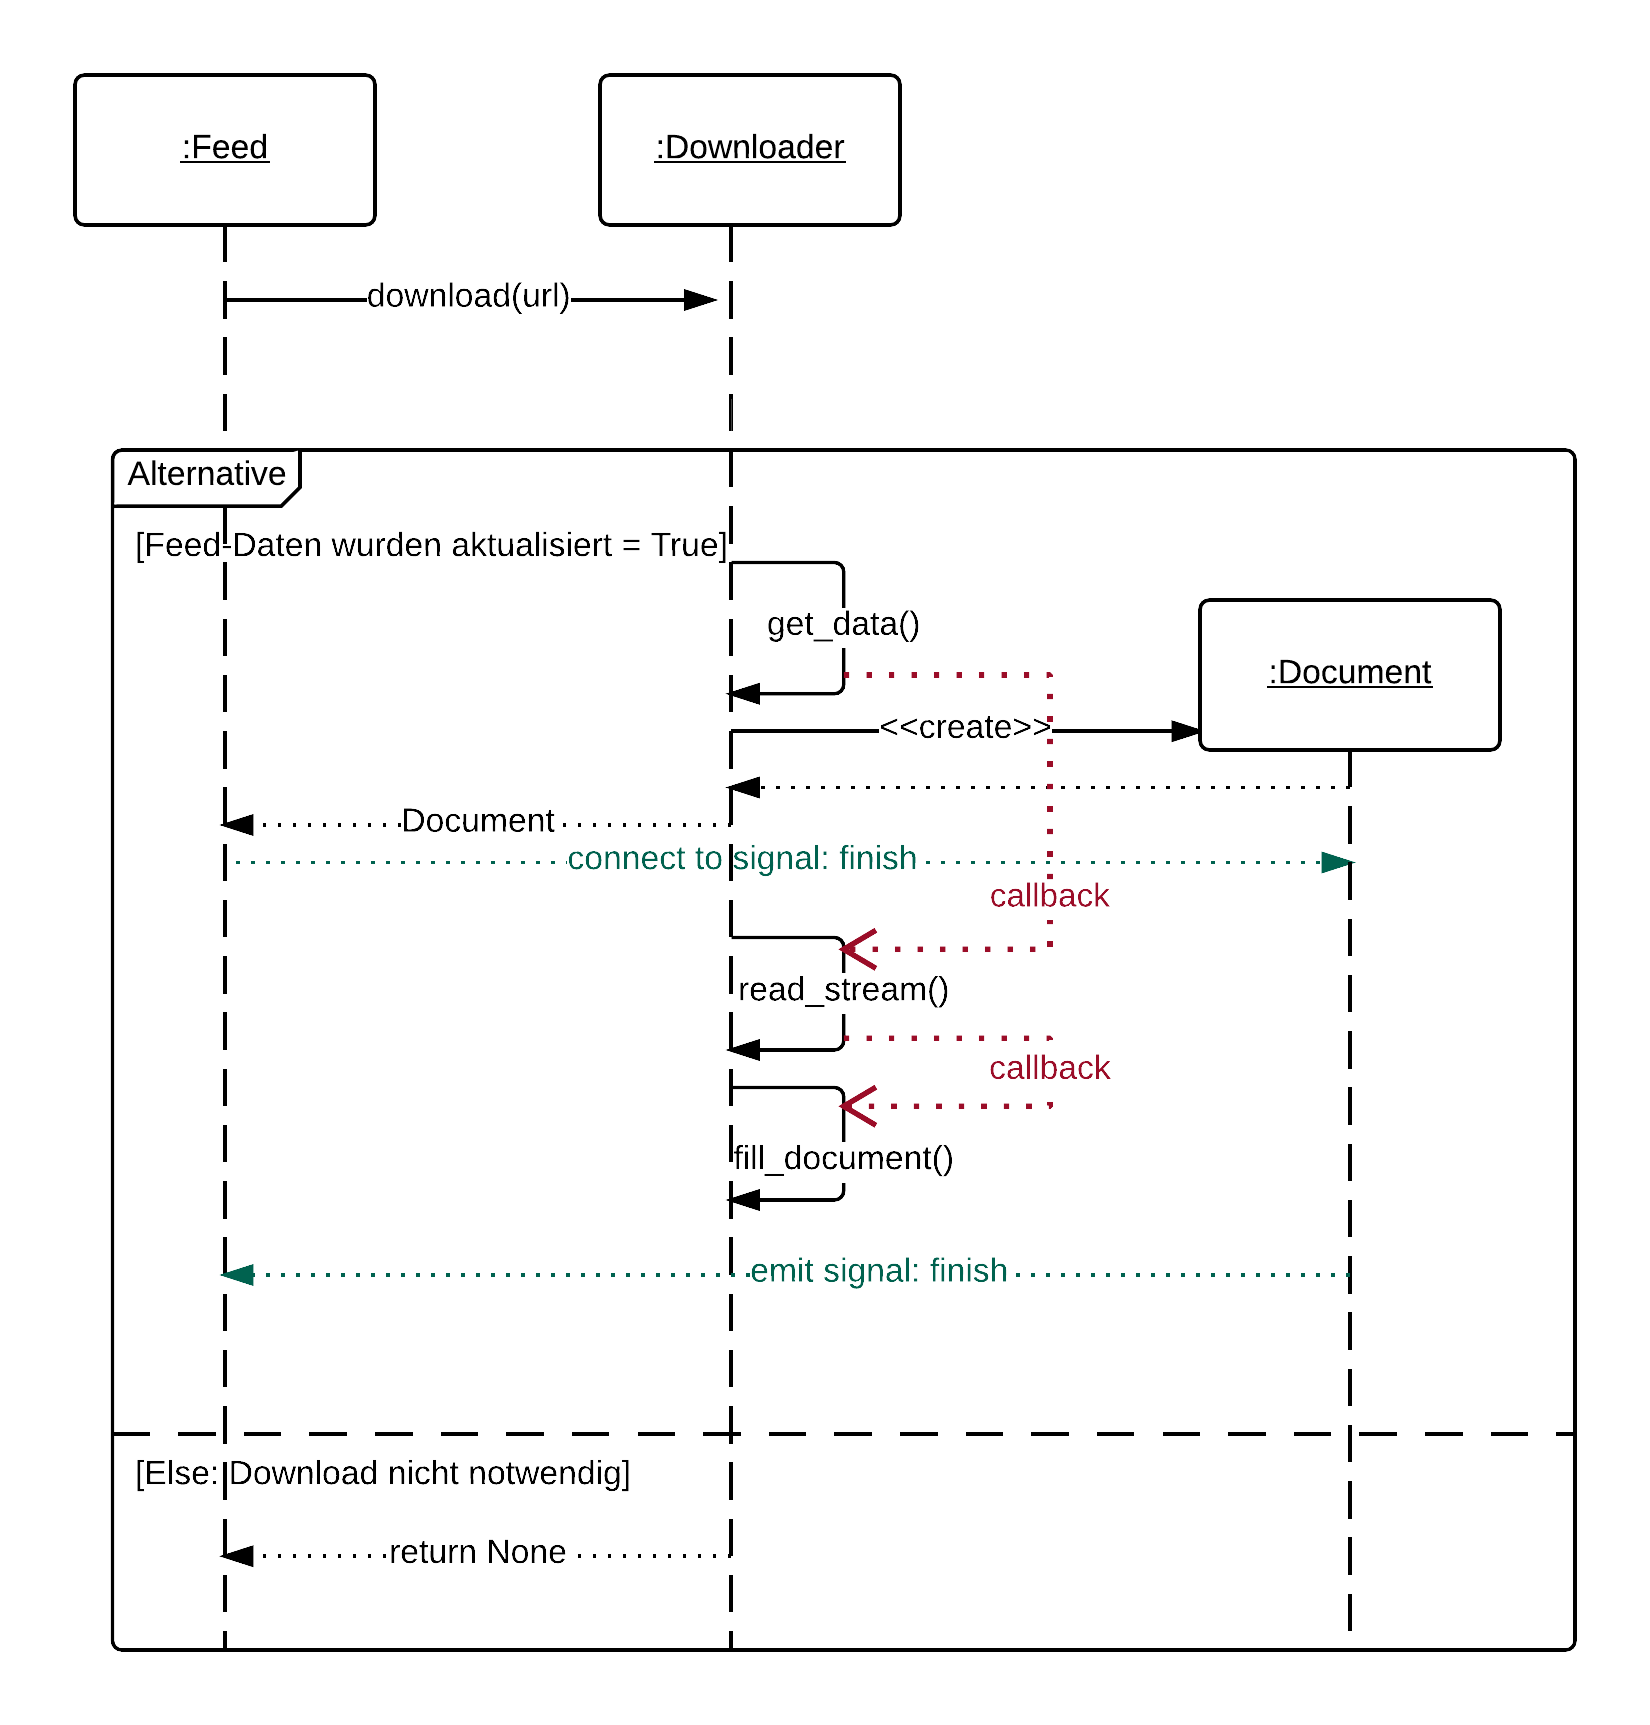 :Feed
:Downloader
download(url)
Alternative
[Feed-Daten wurden aktualisiert = True]
get_data()
:Document
<<create>>
Document
connect to signal: finish
callback
read_stream()
callback
fill_document()
emit signal: finish
[Else: Download nicht notwendig]
return None